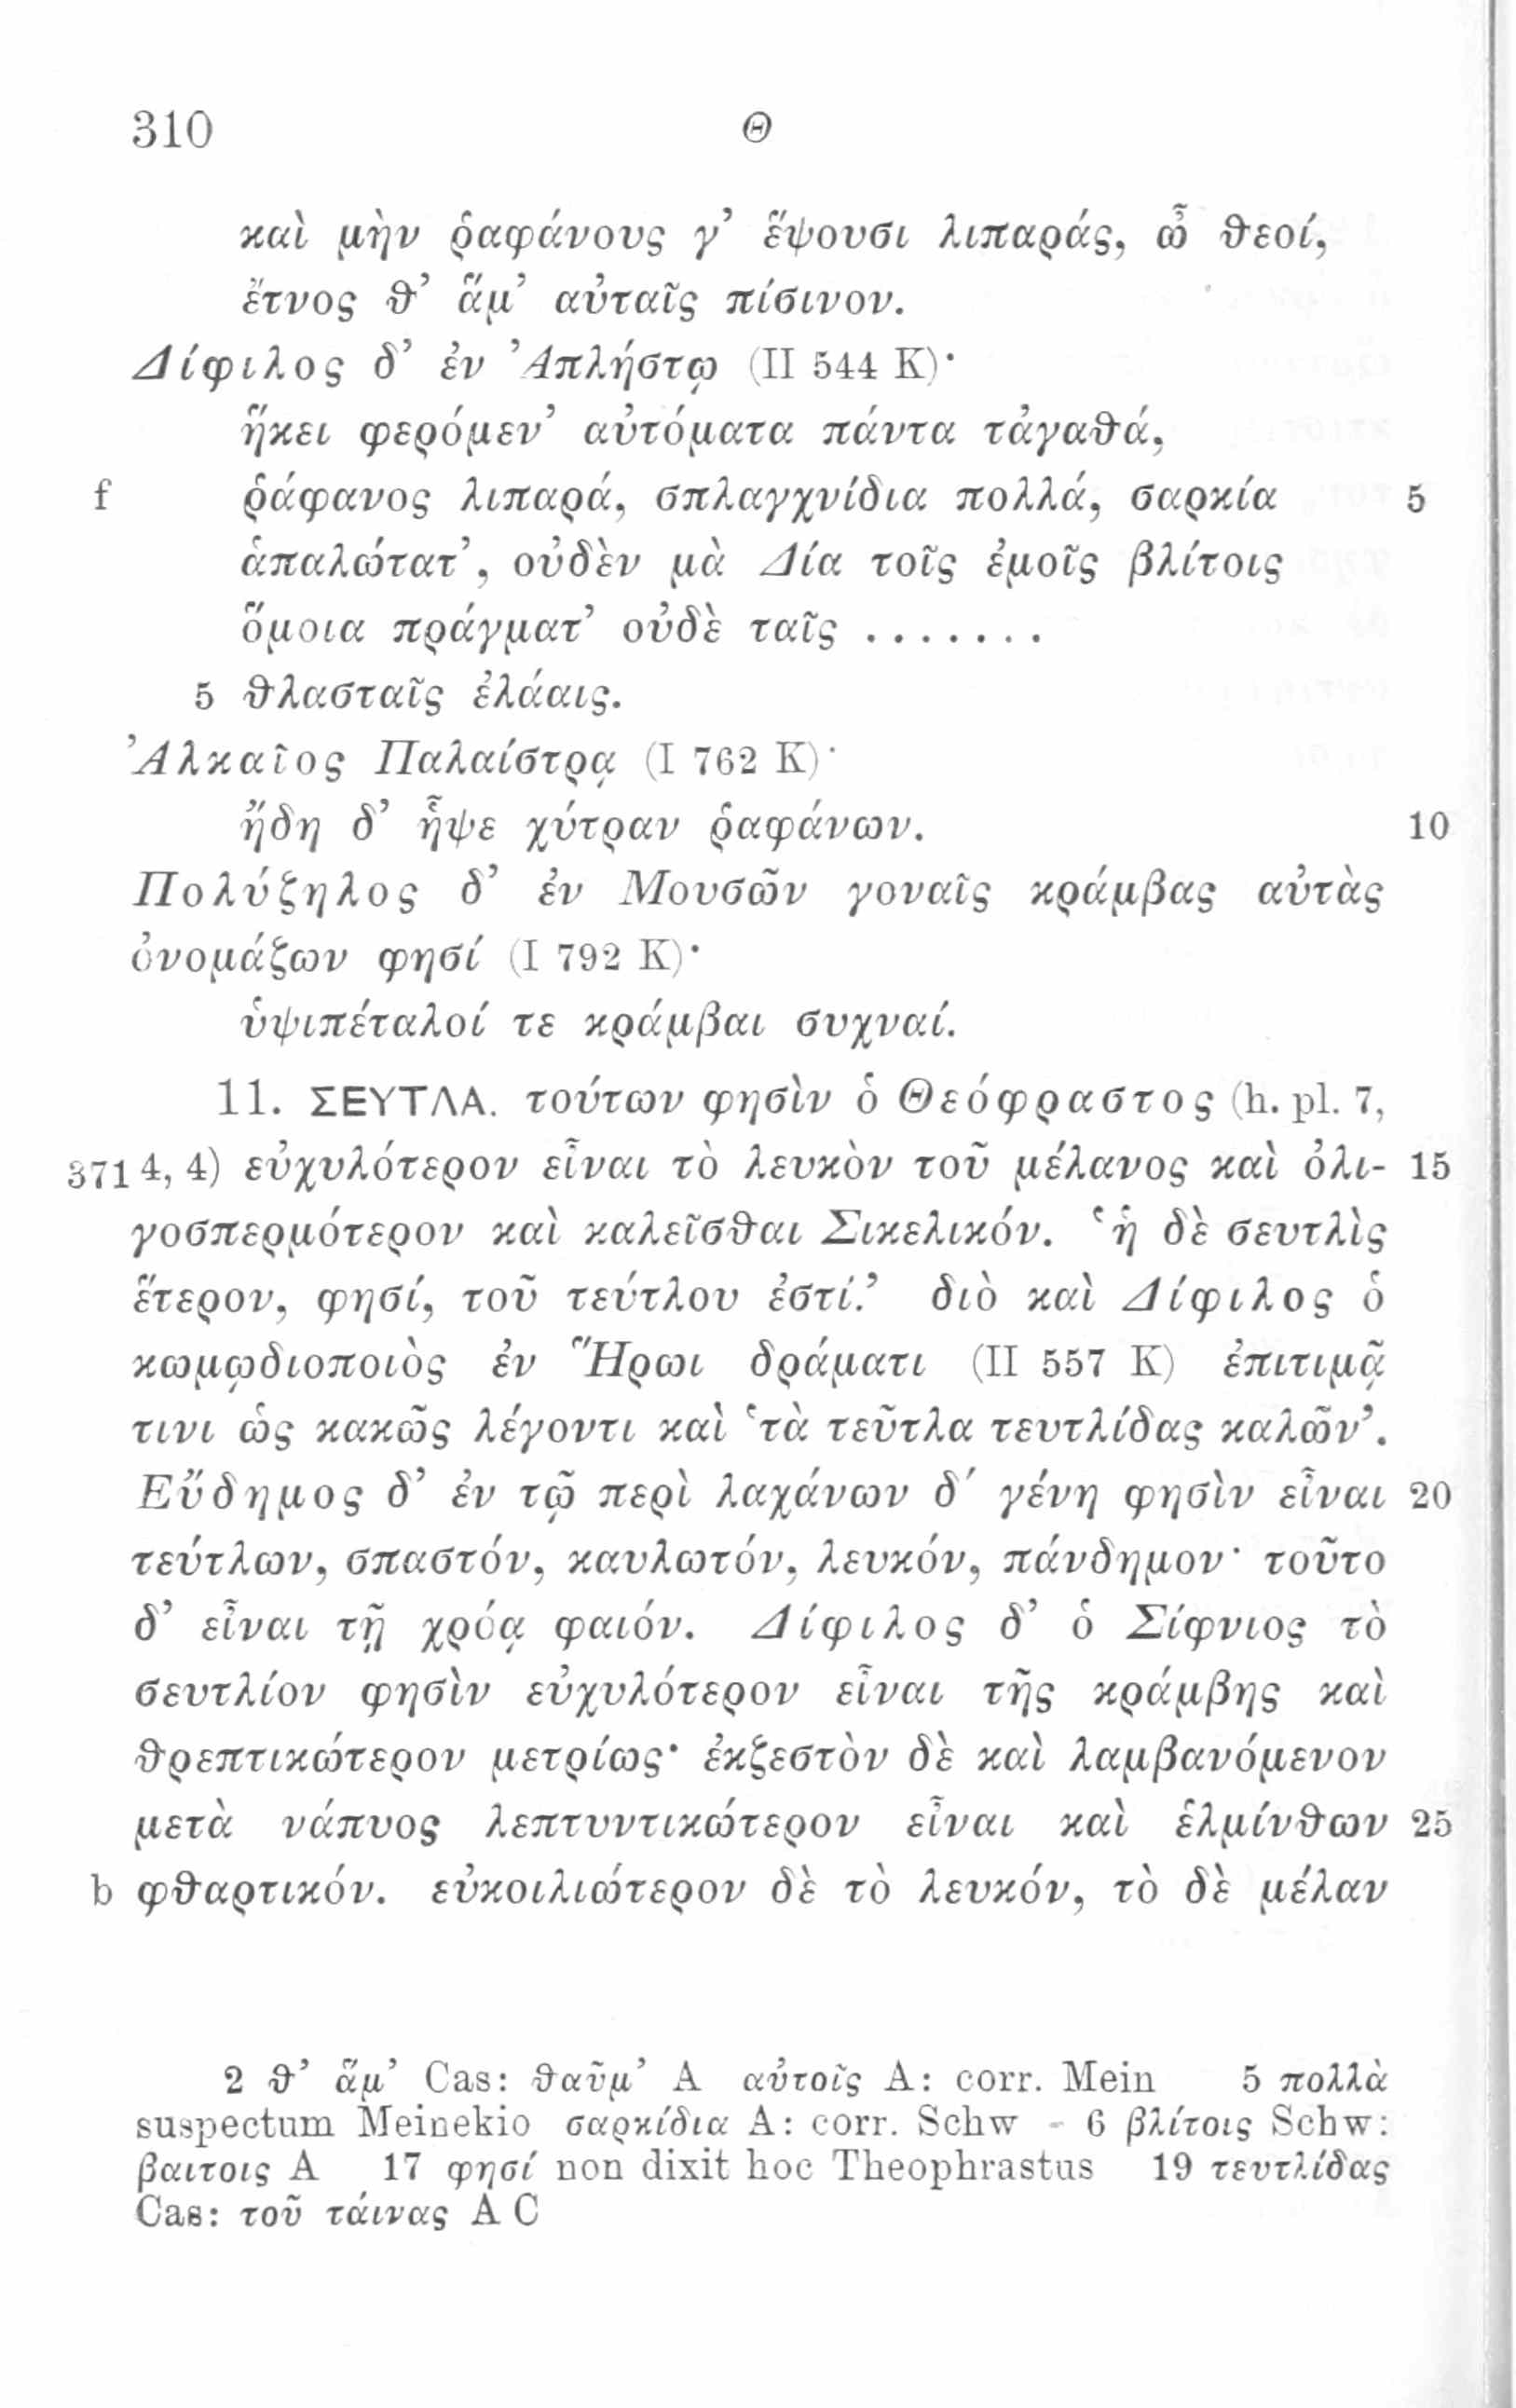 310 Θ
καὶ μὴν ῥαφάνους γ’ ἕψουσι λιπαράς, ὦ θεοί,
ἔτνος θ’ ἅμ’ αὐταῖς πίσινον.
Δίφιλος δ’ ἐν Ἀπλήστῳ (II 544 K)·
ἥκει φερόμεν’ αὐτόματα πάντα τἀγαθά,
f ῥάφανος λιπαρά, σπλαγχνίδια πολλά, σαρκία 5
ἁπαλώτατ’, οὐδὲν μὰ Δία τοῖς ἐμοῖς βλίτοις
ὅμοια πράγματ’ οὐδὲ ταῖς .......
5 θλασταῖς ἐλάαις.
Ἀλκαῖος Παλαίστρᾳ (I 762 K)·
ἤδη δ’ ἧψε χύτραν ῥαφάνων. 10
Πολύζηλος δ’ ἐν Μουσῶν γοναῖς κράμβας αὐτὰς
ὀνομάζων φησί (I 792 K)·
ὑψιπέταλοί τε κράμβαι συχναί.
11. ΣΕΥΤΛΑ. τούτων φησὶν ὁ Θεόφραστος (h. pl. 7,
371 4, 4) εὐχυλότερον εἶναι τὸ λευκὸν τοῦ μέλανος καὶ ὀλι- 15
γοσπερμότερον καὶ καλεῖσθαι Σικελικόν. ‘ἡ δὲ σευτλὶς
ἕτερον, φησί, τοῦ τεύτλου ἐστί.’ διὸ καὶ Δίφιλος ὁ
κωμῳδιοποιὸς ἐν Ἥρωι δράματι (II 557 K) ἐπιτιμᾷ
τινι ὡς κακῶς λέγοντι καὶ ‘τὰ τεῦτλα τευτλίδας καλῶν’.
Εὔδημος δ’ ἐν τῷ περὶ λαχάνων δ′ γένη φησὶν εἶναι 20
τεύτλων, σπαστόν, καυλωτόν, λευκόν, πάνδημον· τοῦτο
δ’ εἶναι τῇ χρόᾳ φαιόν. Δίφιλος δ’ ὁ Σίφνιος τὸ
σευτλίον φησὶν εὐχυλότερον εἶναι τῆς κράμβης καὶ
θρεπτικώτερον μετρίως· ἐκζεστὸν δὲ καὶ λαμβανόμενον
μετὰ νάπυος λεπτυντικώτερον εἶναι καὶ ἑλμίνθων 25
b φθαρτικόν. εὐκοιλιώτερον δὲ τὸ λευκόν, τὸ δὲ μέλαν
2 θ’ ἅμ’ Cas: θαῦμ’ A αὐτοῖς A: corr. Mein 5 πολλὰ
suspectum Meinekio σαρκίδια A: corr. Schw 6 βλίτοις Schw:
βαιτοις A 17 φησί non dixit hoc Theophrastus 19 τευτλίδας
Cas: τοῦ τάινας A C